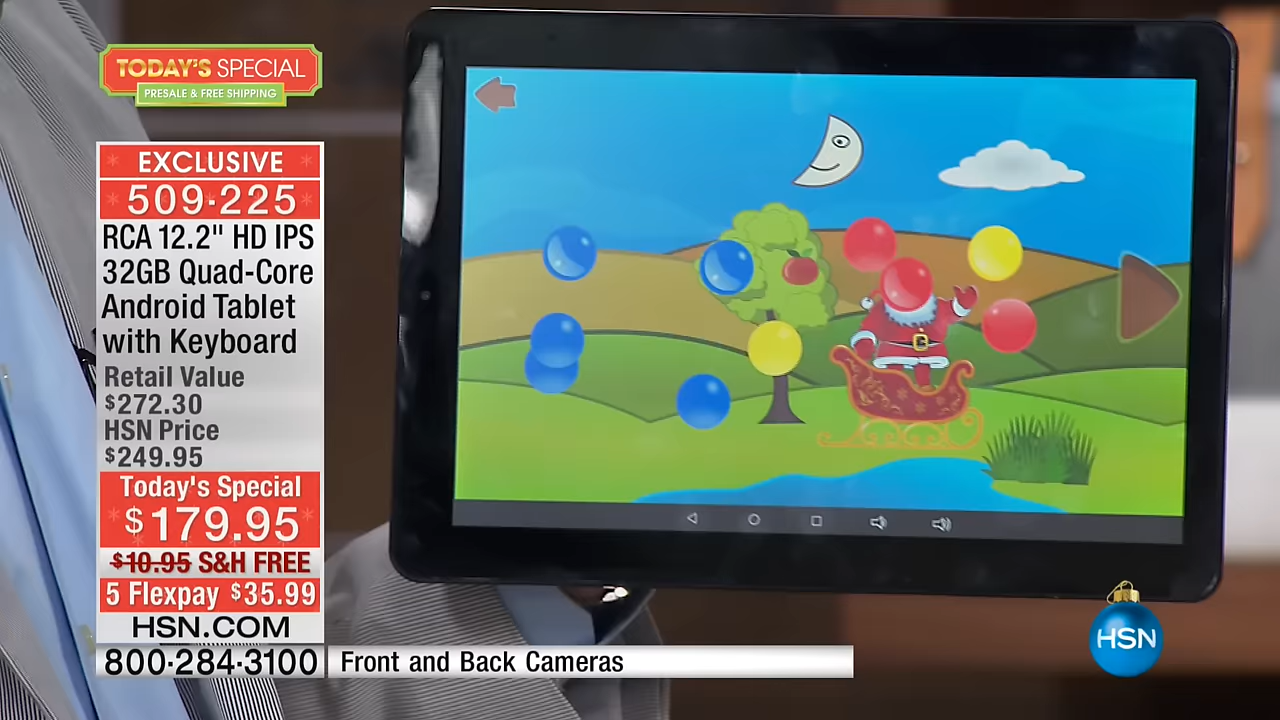 TODAY'S SPECIAL
PRESALE & FREE SHIPPING
EXCLUSIVE
509-225
RCA 12.2" HD IPS
32GB Quad-Core
Android Tablet
with Keyboard
Retail Value
$272.30
HSN Price
$249.95
Today's Special
$179.95
$10.95 S&H FREE
5 Flexpay $35.99
HSN.COM
800-284-3100
Front and Back Cameras
HSN